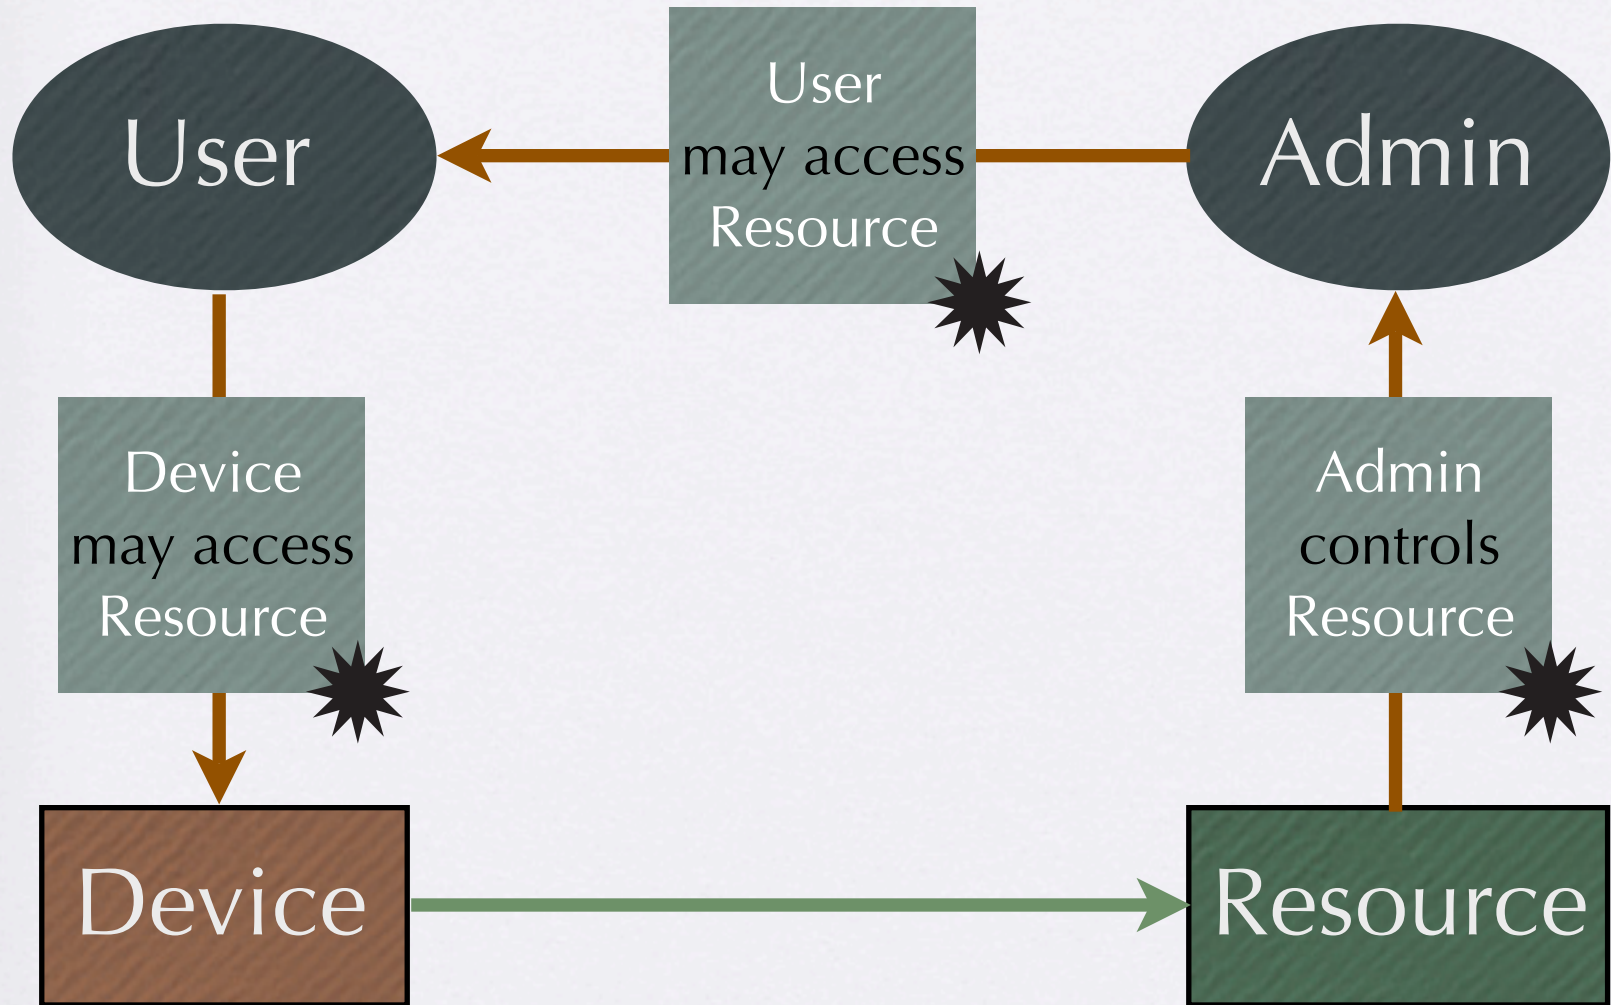 User
User
may access
Resource
Admin
Device
may access
Resource
Admin
controls
Resource
Device
Resource